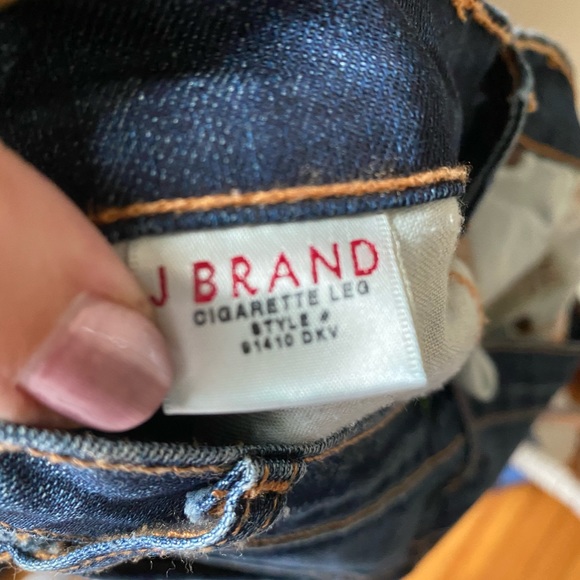 J BRAND
CIGARETTE LEG
STYLE #
91410 DKV